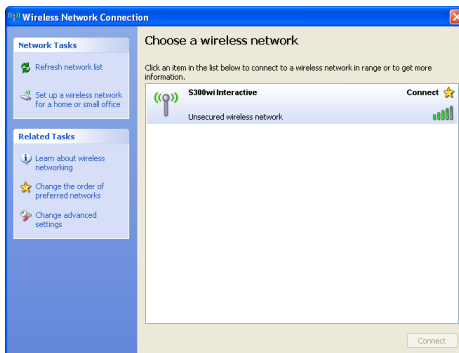 Wireless Network Connection
Network Tasks
Refresh network list
Set up a wireless network
for a home or small office
Related Tasks
Learn about wireless
networking
Change the order of
preferred networks
Change advanced
settings
Choose a wireless network
Click an item in the list below to connect to a wireless network in range or to get more
information.
S300wi Interactive Connect
Unsecured wireless network
Connect